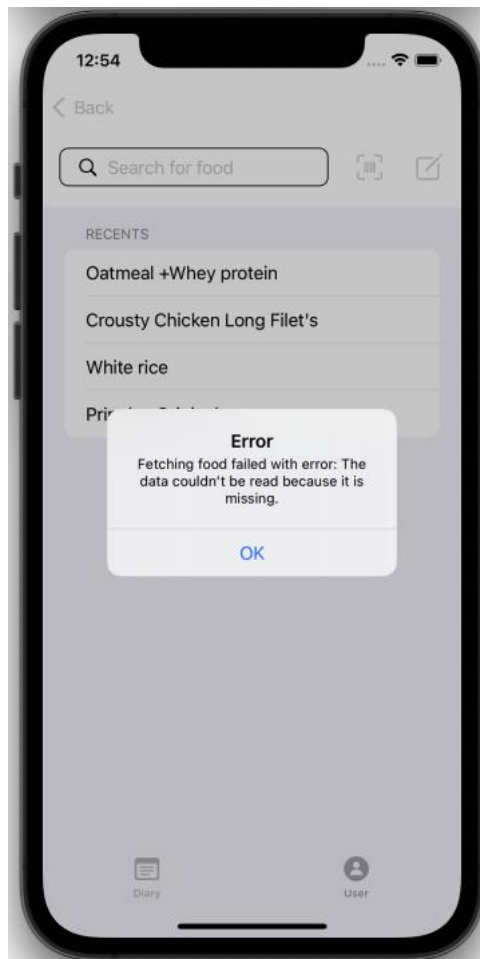 12:54
Back
Search for food
RECENTS
Oatmeal +Whey protein
Crousty Chicken Long Filet's
White rice
Error
Fetching food failed with error: The
data couldn't be read because it is
missing.
OK
Diary
User